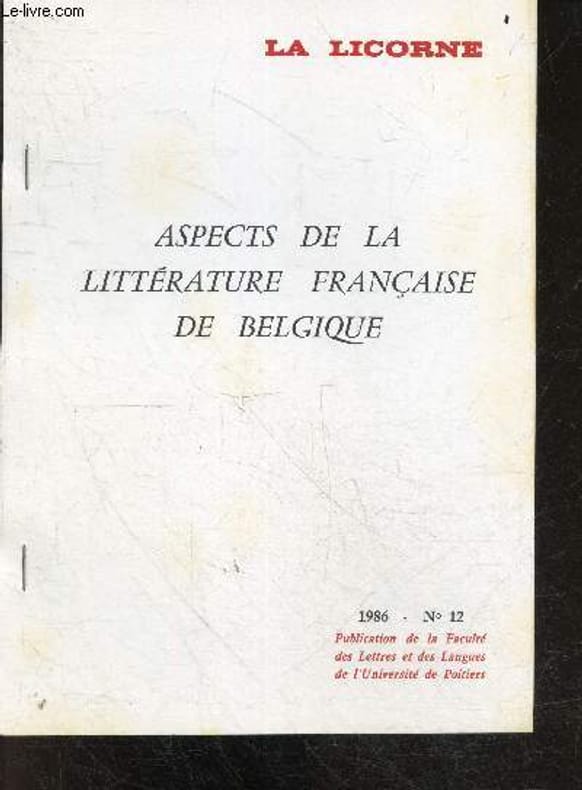 Le-livre.com
LA LICORNE
ASPECTS DE LA
LITTÉRATURE FRANÇAISE
DE BELGIQUE
1986 - No 12
Publication de la Faculté
des Lettres et des Langues
de l'Université de Poitiers